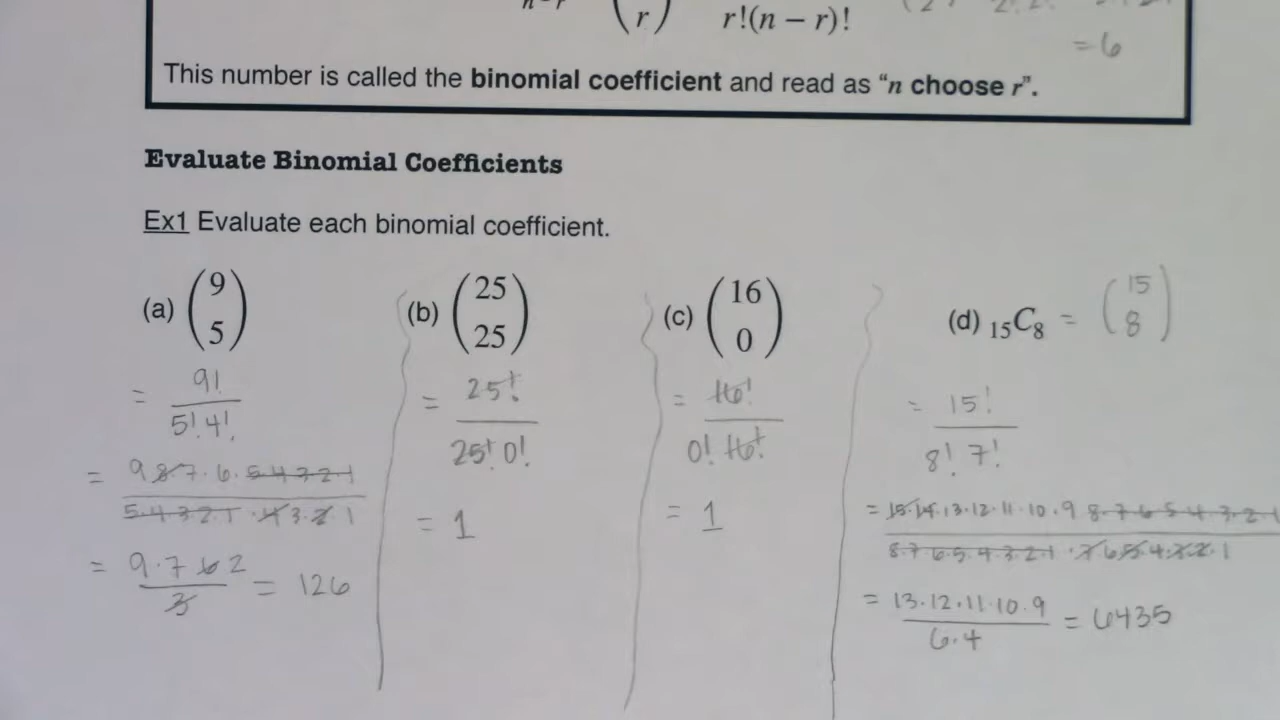 n−r (r) r!(n − r)!
= 6
This number is called the binomial coefficient and read as “n choose r”.
Evaluate Binomial Coefficients
Ex1 Evaluate each binomial coefficient.
(a) (9 5)
= 9! / 5! 4!
= 9 8·7·6·5 4 3 2·1 / 5·4·3 2 1 ·4 3·2 1
= 9·7 6 2 / 3 = 126
(b) (25 25)
= 25! / 25! 0!
= 1
(c) (16 0)
= 16! / 0! 16!
= 1
(d) ₁₅C₈ = (15 8)
= 15! / 8! 7!
= 15·14·13·12·11·10·9 8·7·6 5·4·3·2·1 / 8·7 6·5·4·3·2·1 ·7 6·5·4·3·2·1
= 13·12·11·10·9 / 6·4 = 6435